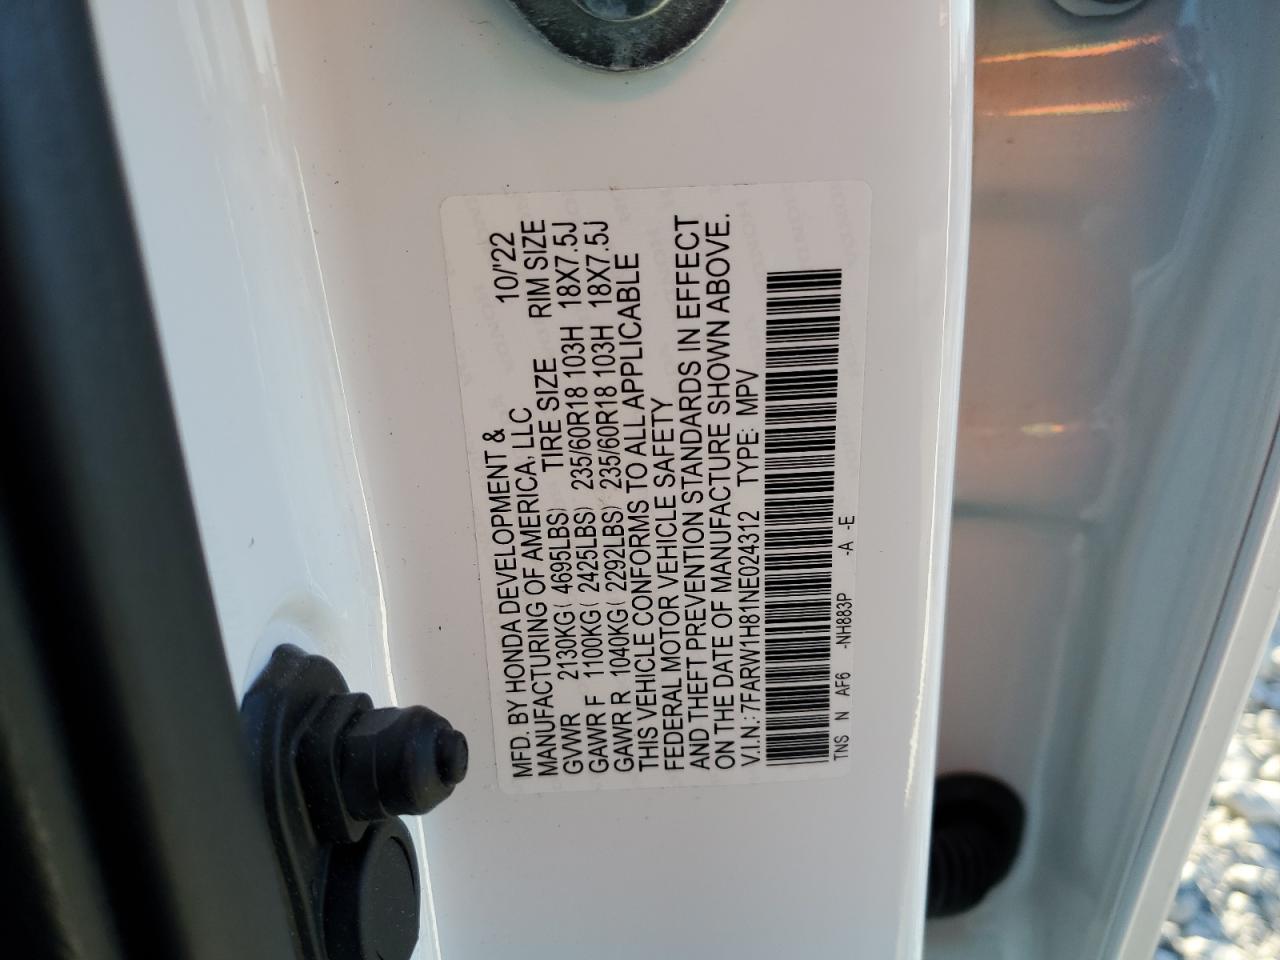 MFD. BY HONDA DEVELOPMENT & 10/'22
MANUFACTURING OF AMERICA, LLC
TIRE SIZE RIM SIZE
GVWR 2130KG( 4695LBS)
GAWR F 1100KG( 2425LBS) 235/60R18 103H 18X7.5J
GAWR R 1040KG( 2292LBS) 235/60R18 103H 18X7.5J
THIS VEHICLE CONFORMS TO ALL APPLICABLE
FEDERAL MOTOR VEHICLE SAFETY
AND THEFT PREVENTION STANDARDS IN EFFECT
ON THE DATE OF MANUFACTURE SHOWN ABOVE.
V.I.N.:7FARW1H81NE024312 TYPE: MPV
TNS N AF6 -NH883P -A -E